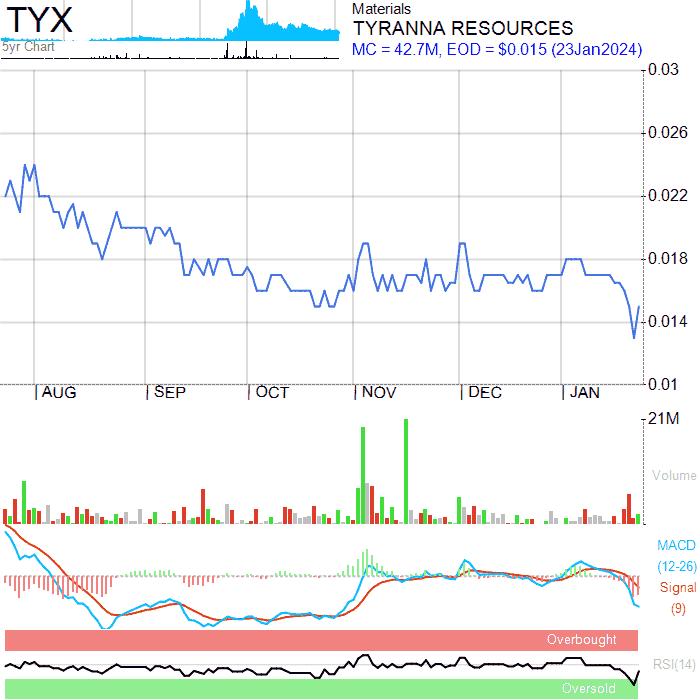 TYX
5yr Chart
Materials
TYRANNA RESOURCES
MC = 42.7M, EOD = $0.015 (23Jan2024)
0.03
0.026
0.022
0.018
0.014
0.01
AUG SEP OCT NOV DEC JAN
21M
Volume
MACD
(12-26)
Signal
(9)
Overbought
RSI(14)
Oversold